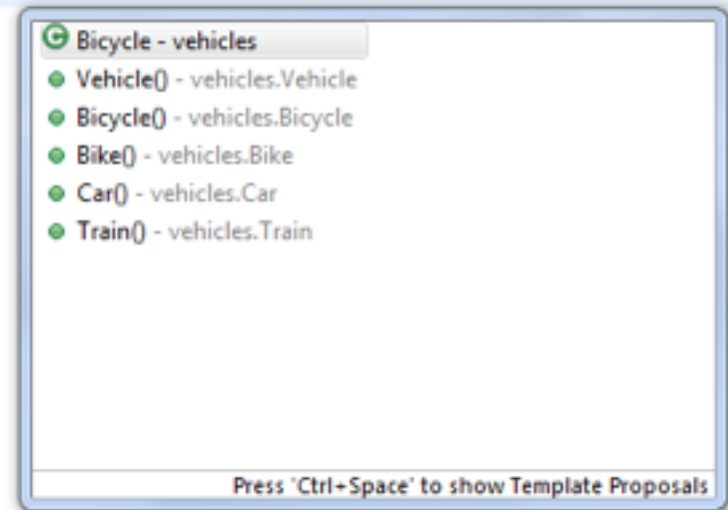 Bicycle - vehicles
Vehicle() - vehicles.Vehicle
Bicycle() - vehicles.Bicycle
Bike() - vehicles.Bike
Car() - vehicles.Car
Train() - vehicles.Train
Press 'Ctrl+Space' to show Template Proposals